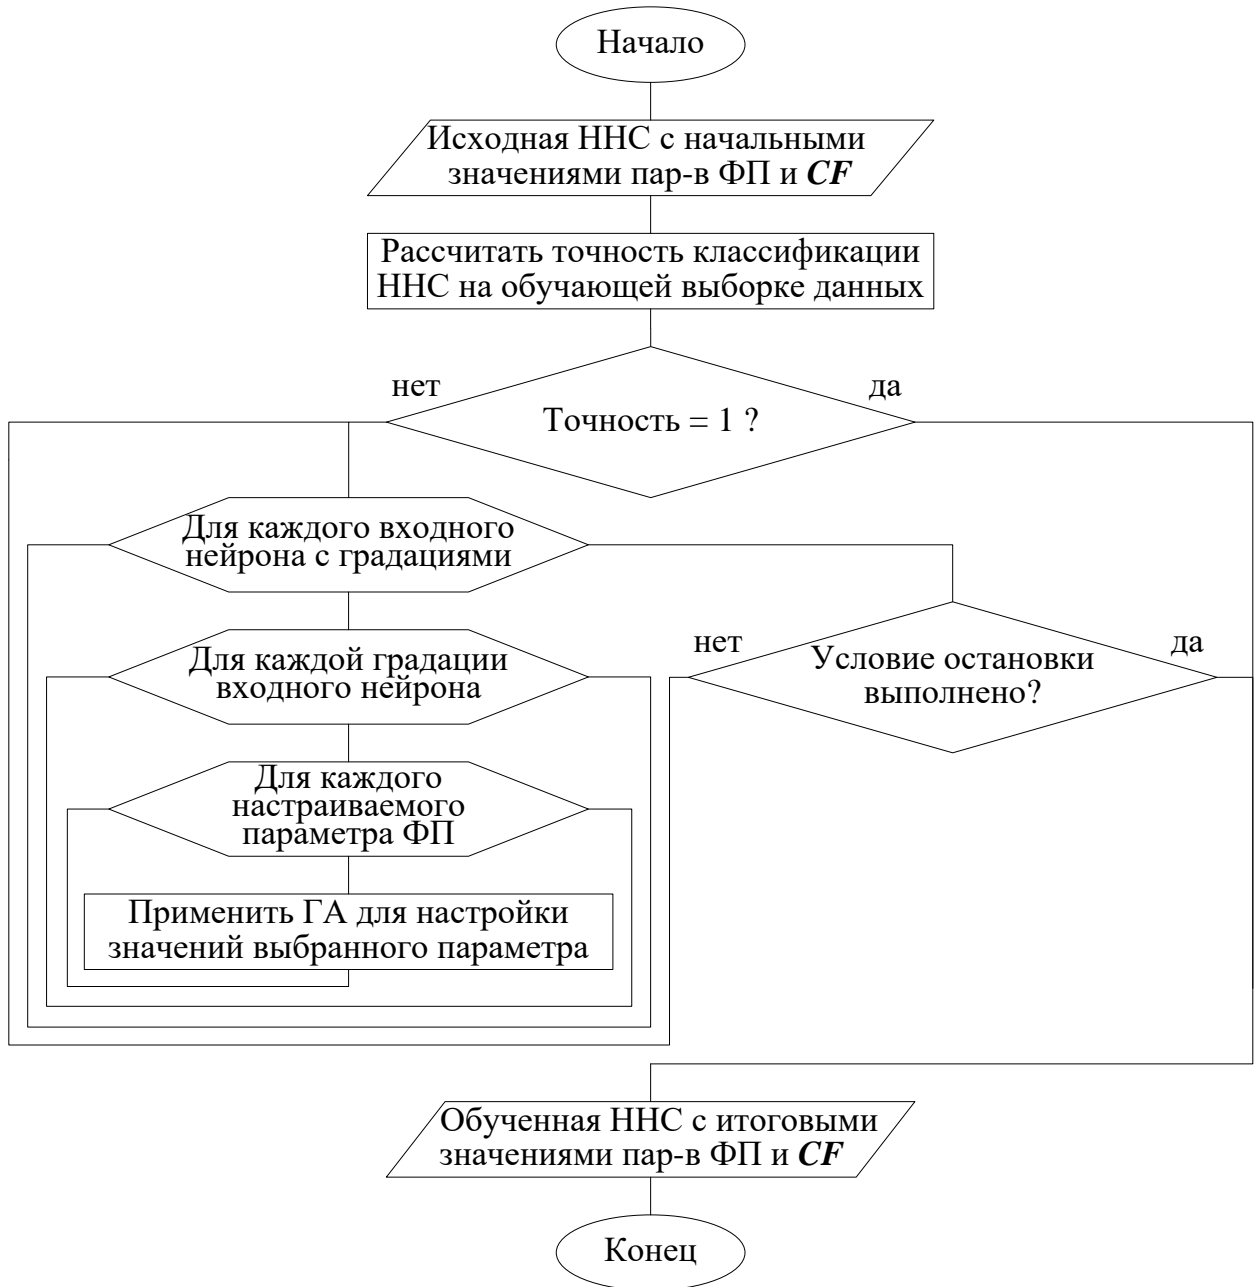 Начало
Исходная ННС с начальными
значениями пар-в ФП и CF
Рассчитать точность классификации
ННС на обучающей выборке данных
нет
да
Точность = 1 ?
Для каждого входного
нейрона с градациями
нет
да
Для каждой градации
входного нейрона
Условие остановки
выполнено?
Для каждого
настраиваемого
параметра ФП
Применить ГА для настройки
значений выбранного параметра
Обученная ННС с итоговыми
значениями пар-в ФП и CF
Конец